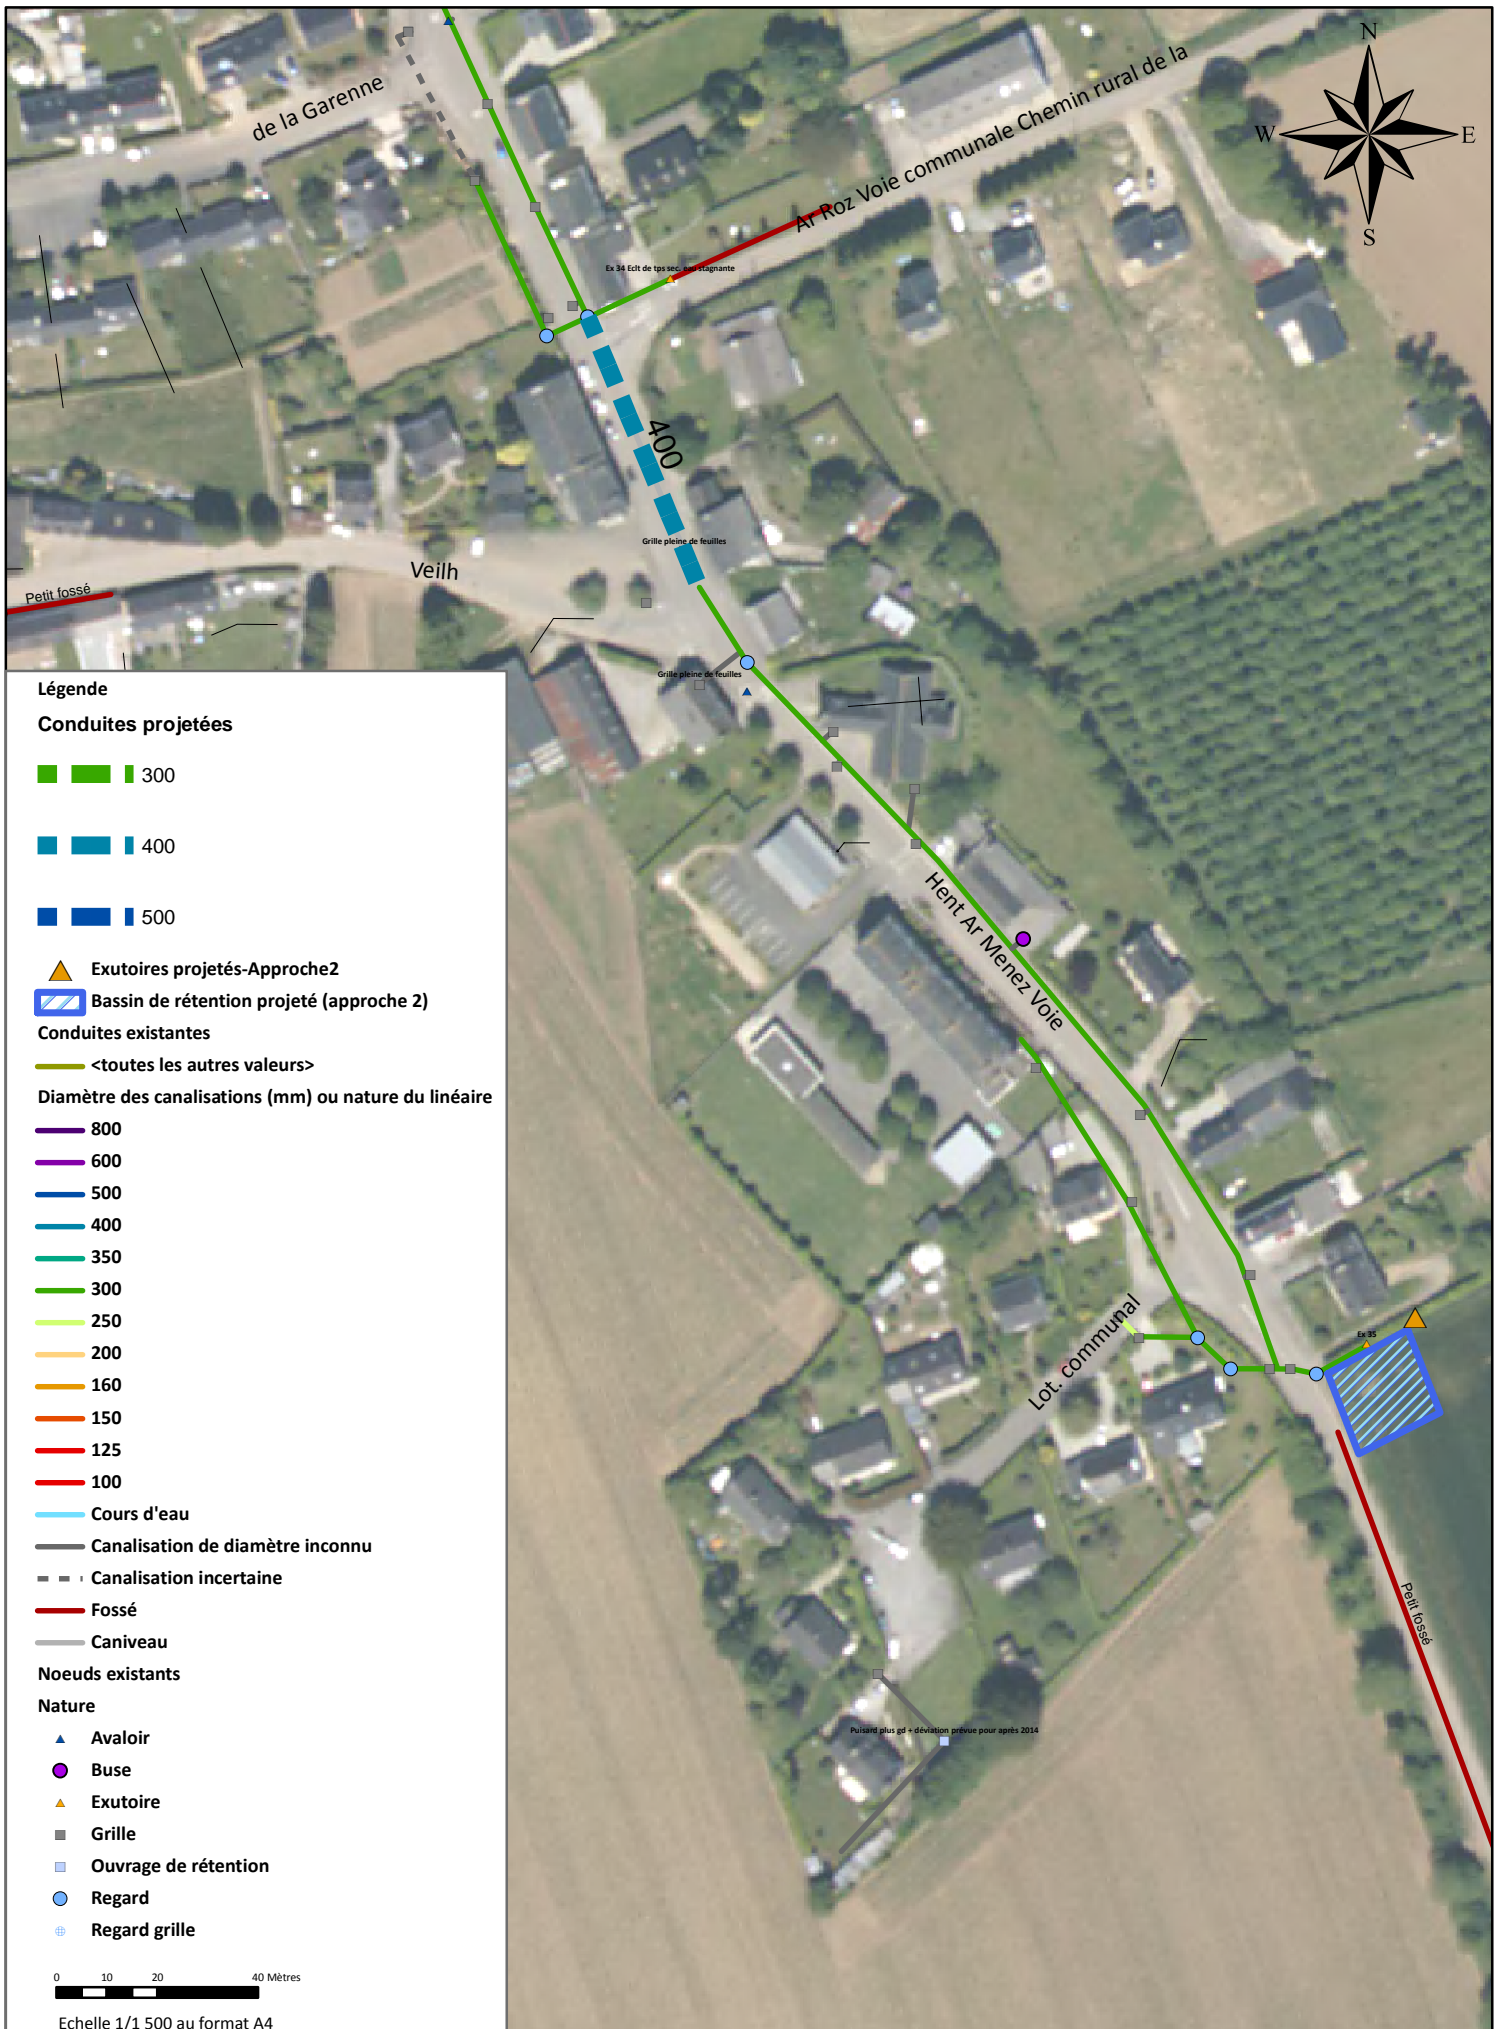 N
W
E
S
de la Garenne
Ar Roz Voie communale Chemin rural de la
Ex 34 Eclt de tps sec. eau stagnante
400
Grille pleine de feuilles
Veilh
Petit fossé
Grille pleine de feuilles
Hent Ar Menez Voie
Lot. communal
Ex 35
Petit fossé
Puisard plus gd + déviation prévue pour après 2014
Légende
Conduites projetées
300
400
500
Exutoires projetés-Approche2
Bassin de rétention projeté (approche 2)
Conduites existantes
<toutes les autres valeurs>
Diamètre des canalisations (mm) ou nature du linéaire
800
600
500
400
350
300
250
200
160
150
125
100
Cours d'eau
Canalisation de diamètre inconnu
Canalisation incertaine
Fossé
Caniveau
Noeuds existants
Nature
Avaloir
Buse
Exutoire
Grille
Ouvrage de rétention
Regard
Regard grille
0 10 20 40 Mètres
Echelle 1/1 500 au format A4